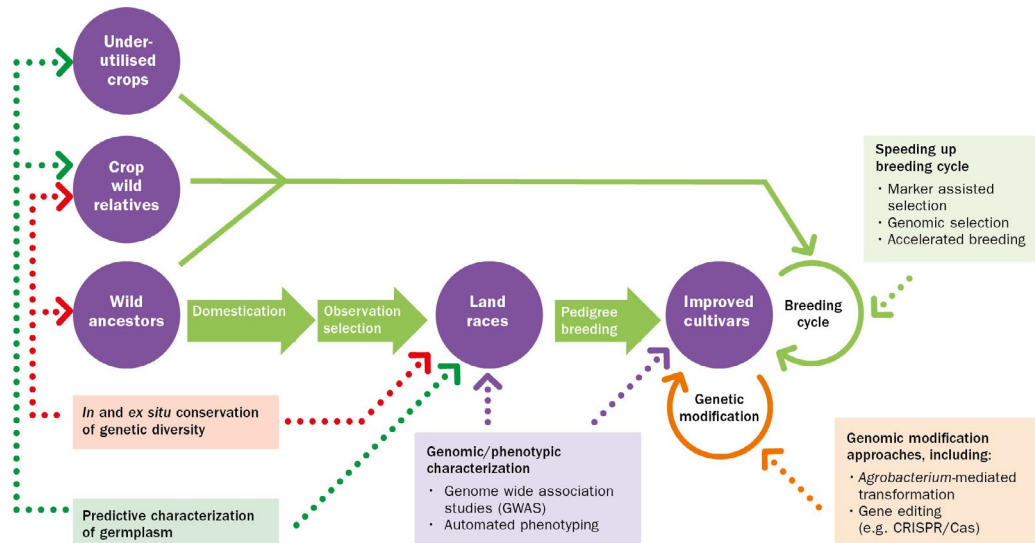 Under-
utilised
crops
Crop
wild
relatives
Speeding up
breeding cycle
· Marker assisted
selection
· Genomic selection
· Accelerated breeding
Wild
ancestors
Domestication
Observation
selection
Land
races
Pedigree
breeding
Improved
cultivars
Breeding
cycle
Genetic
modification
In and ex situ conservation
of genetic diversity
Genomic/phenotypic
characterization
· Genome wide association
studies (GWAS)
· Automated phenotyping
Genomic modification
approaches, including:
· Agrobacterium-mediated
transformation
· Gene editing
(e.g. CRISPR/Cas)
Predictive characterization
of germplasm